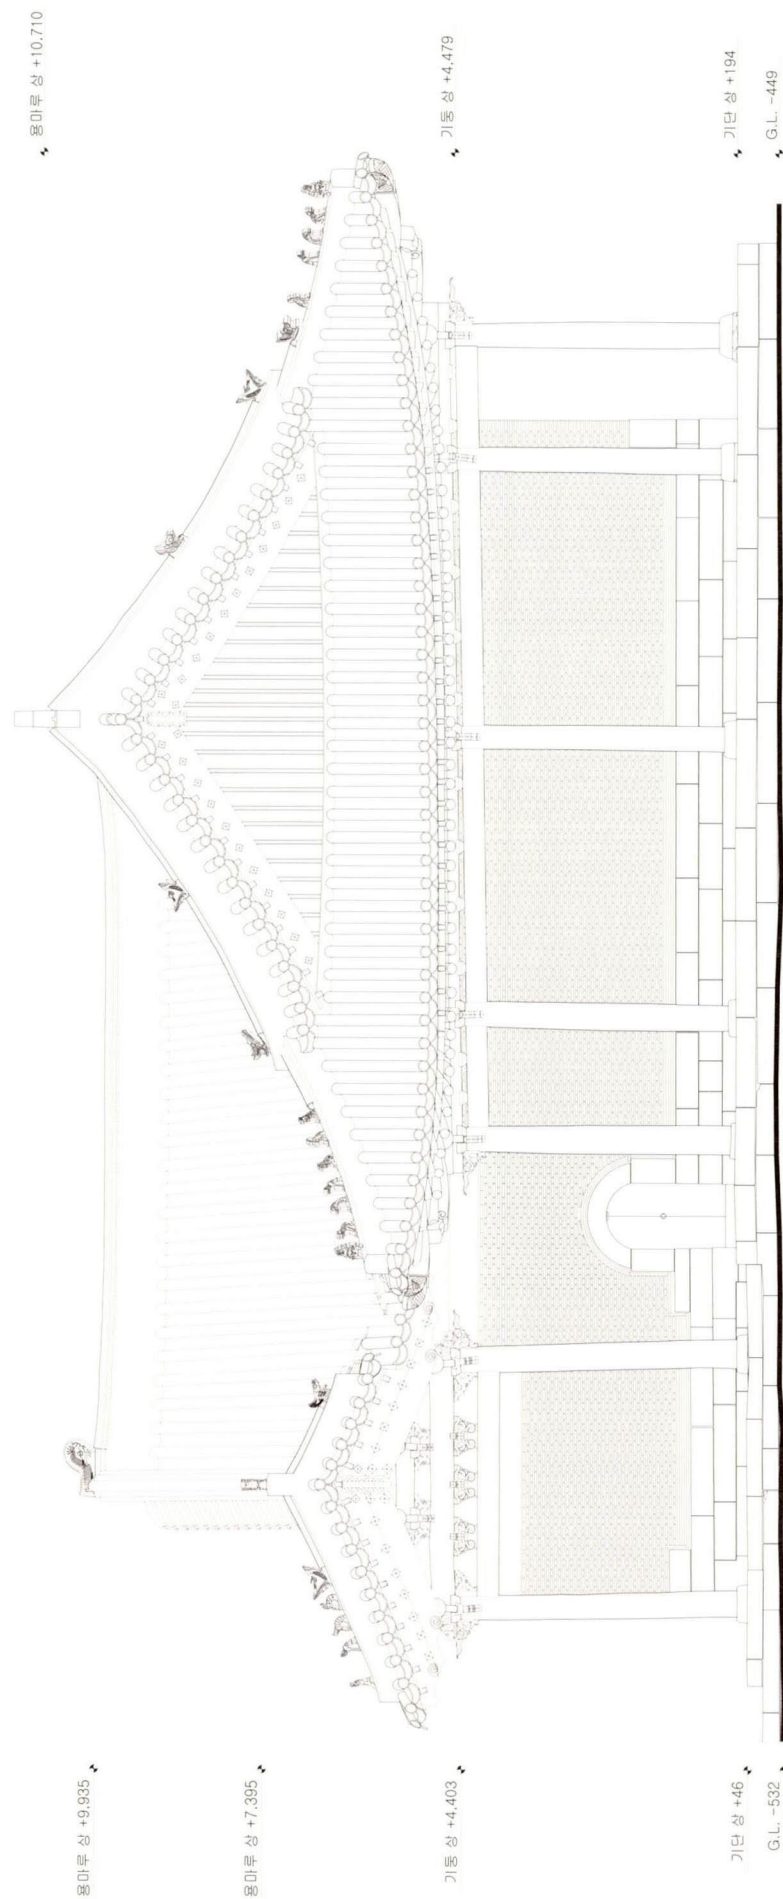 용마루 상 +10,710
기둥 상 +4,479
기단 상 +194
G.L. -449
용마루 상 +9,935
용마루 상 +7,395
기둥 상 +4,403
기단 상 +46
G.L. -532